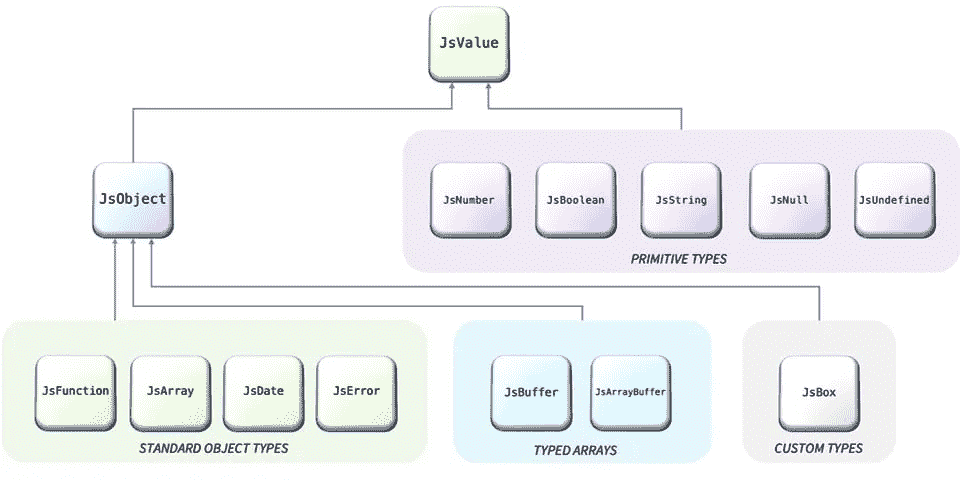 JsValue
JsObject
JsNumber
JsBoolean
JsString
JsNull
JsUndefined
PRIMITIVE TYPES
JsFunction
JsArray
JsDate
JsError
STANDARD OBJECT TYPES
JsBuffer
JsArrayBuffer
TYPED ARRAYS
JsBox
CUSTOM TYPES